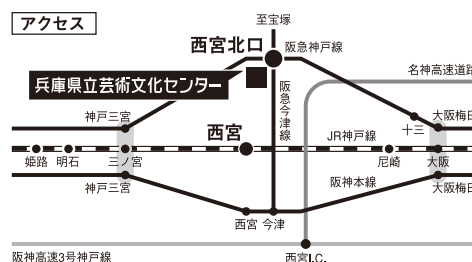 アクセス
至宝塚
西宮北口
阪急神戸線
名神高速道路
兵庫県立芸術文化センター
阪急今津線
神戸三宮
十三
大阪梅田
西宮
JR神戸線
姫路
明石
三ノ宮
尼崎
大阪
神戸三宮
阪神本線
大阪梅田
西宮
今津
阪神高速3号神戸線
西宮I.C.